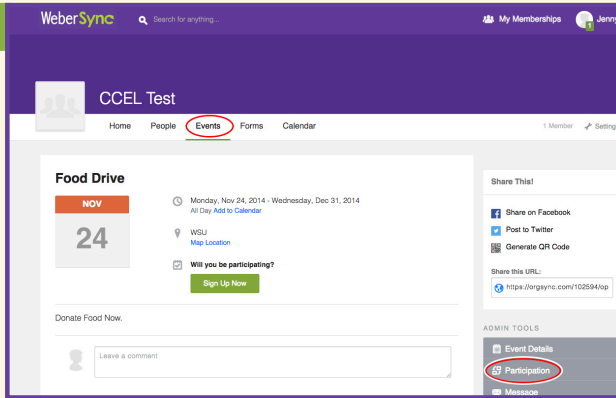 WeberSync Search for anything... My Memberships 1 Jenny
CCEL Test
Home People Events Forms Calendar 1 Member Setting
Food Drive
NOV
24
Monday, Nov 24, 2014 - Wednesday, Dec 31, 2014
All Day Add to Calendar
WSU
Map Location
Will you be participating?
Sign Up Now
Donate Food Now.
Leave a comment
Share This!
Share on Facebook
Post to Twitter
Generate QR Code
Share this URL:
https://orgsync.com/102594/op
ADMIN TOOLS
Event Details
Participation
Message